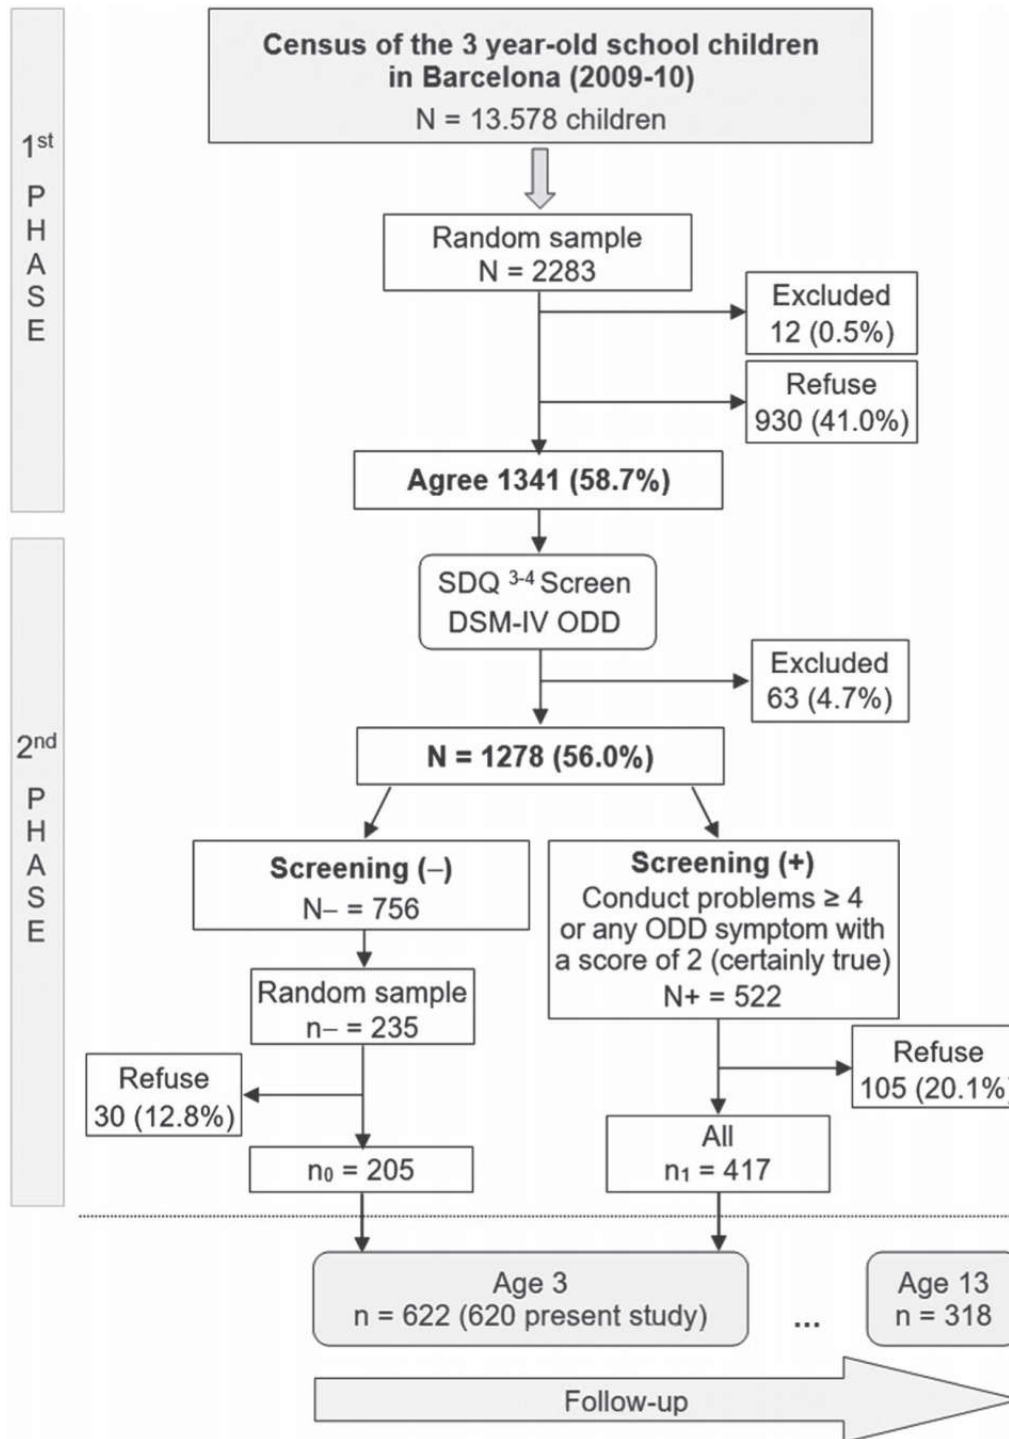 1st
P
H
A
S
E
Census of the 3 year-old school children
in Barcelona (2009-10)
N = 13.578 children
Random sample
N = 2283
Excluded
12 (0.5%)
Refuse
930 (41.0%)
Agree 1341 (58.7%)
2nd
P
H
A
S
E
SDQ 3-4 Screen
DSM-IV ODD
Excluded
63 (4.7%)
N = 1278 (56.0%)
Screening (–)
N– = 756
Screening (+)
Conduct problems ≥ 4
or any ODD symptom with
a score of 2 (certainly true)
N+ = 522
Random sample
n– = 235
Refuse
30 (12.8%)
Refuse
105 (20.1%)
n0 = 205
All
n1 = 417
Age 3
n = 622 (620 present study)
...
Age 13
n = 318
Follow-up